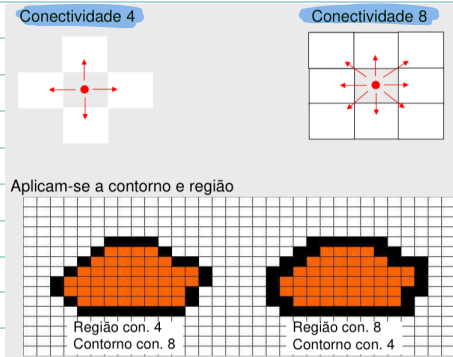 Conectividade 4
Conectividade 8
Aplicam-se a contorno e região
Região con. 4
Contorno con. 8
Região con. 8
Contorno con. 4